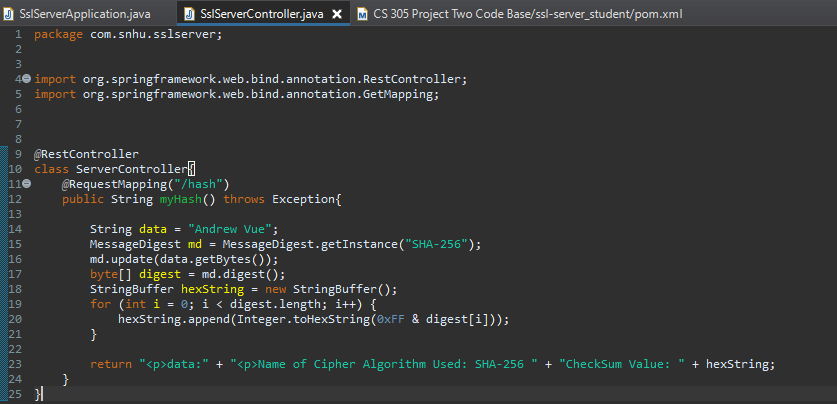 SslServerApplication.java SslServerController.java CS 305 Project Two Code Base/ssl-server_student/pom.xml
1 package com.snhu.sslserver;
2
3
4 import org.springframework.web.bind.annotation.RestController;
5 import org.springframework.web.bind.annotation.GetMapping;
6
7
8
9 @RestController
10 class ServerController{
11 @RequestMapping("/hash")
12 public String myHash() throws Exception{
13
14 String data = "Andrew Vue";
15 MessageDigest md = MessageDigest.getInstance("SHA-256");
16 md.update(data.getBytes());
17 byte[] digest = md.digest();
18 StringBuffer hexString = new StringBuffer();
19 for (int i = 0; i < digest.length; i++) {
20 hexString.append(Integer.toHexString(0xFF & digest[i]));
21 }
22
23 return "<p>data:" + "<p>Name of Cipher Algorithm Used: SHA-256 " + "CheckSum Value: " + hexString;
24 }
25 }